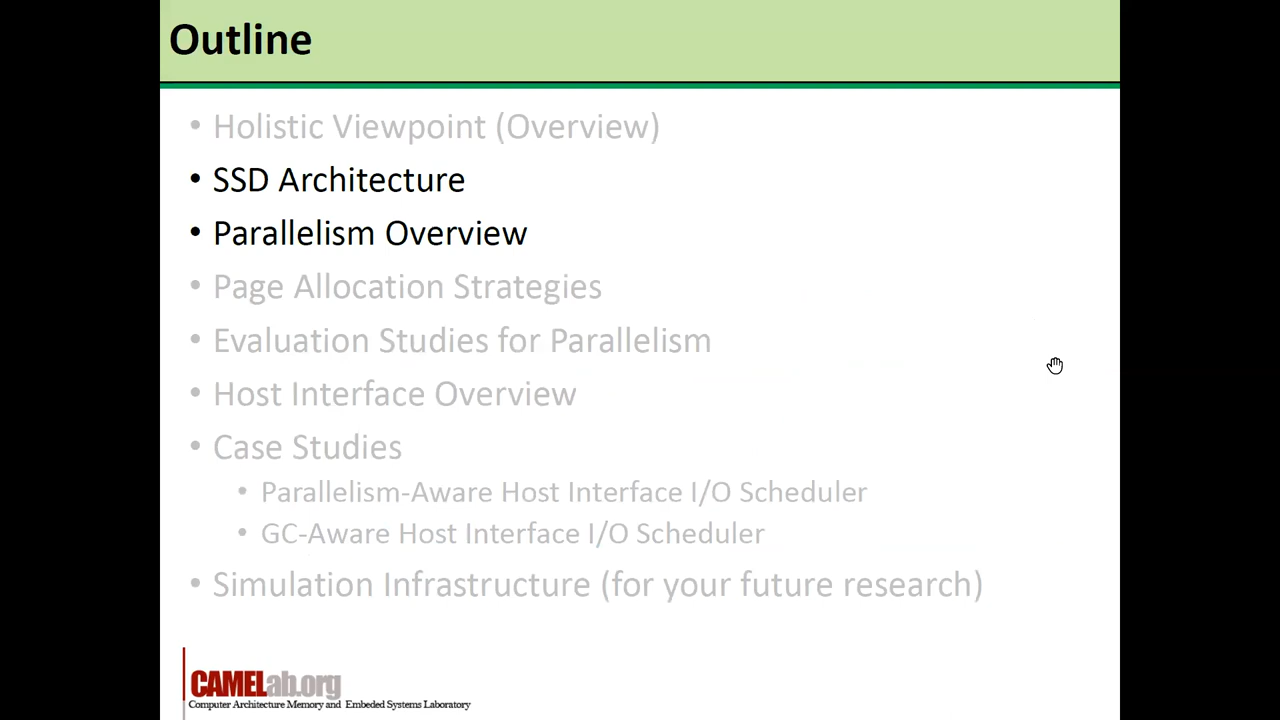 Outline
• Holistic Viewpoint (Overview)
• SSD Architecture
• Parallelism Overview
• Page Allocation Strategies
• Evaluation Studies for Parallelism
• Host Interface Overview
• Case Studies
• Parallelism-Aware Host Interface I/O Scheduler
• GC-Aware Host Interface I/O Scheduler
• Simulation Infrastructure (for your future research)
CAMELab.org
Computer Architecture Memory and Embeded Systems Laboratory